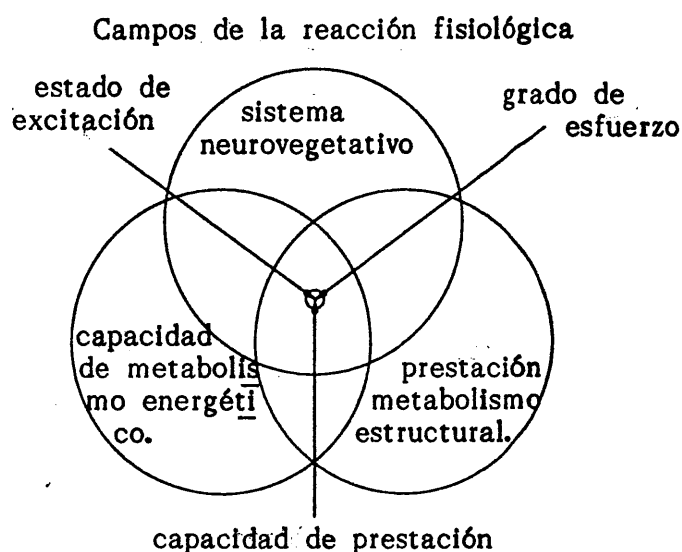 Campos de la reacción fisiológica
estado de
excitación
grado de
esfuerzo
sistema
neurovegetativo
capacidad
de metabolis
mo energéti
co.
prestación
metabolismo
estructural.
capacidad de prestación